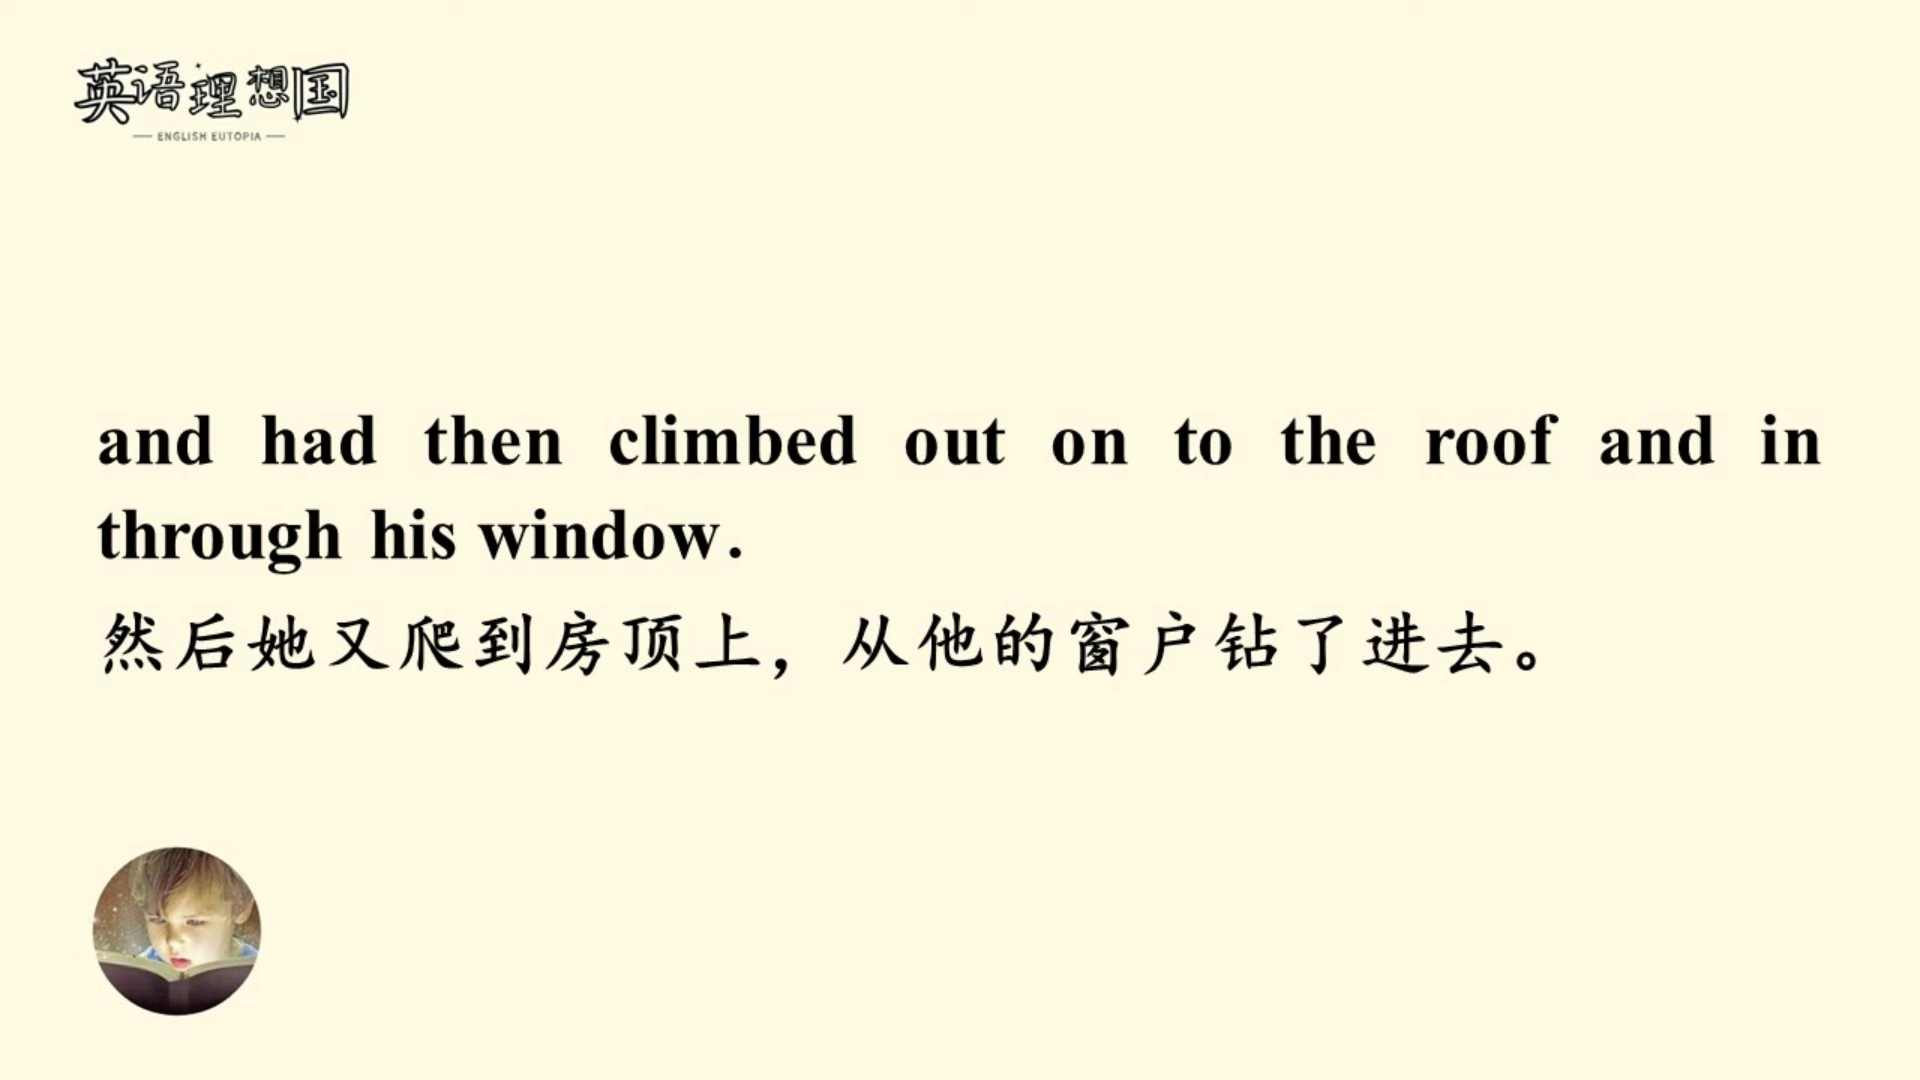 英语理想国
ENGLISH EUTOPIA
and had then climbed out on to the roof and in
through his window.
然后她又爬到房顶上，从他的窗户钻了进去。